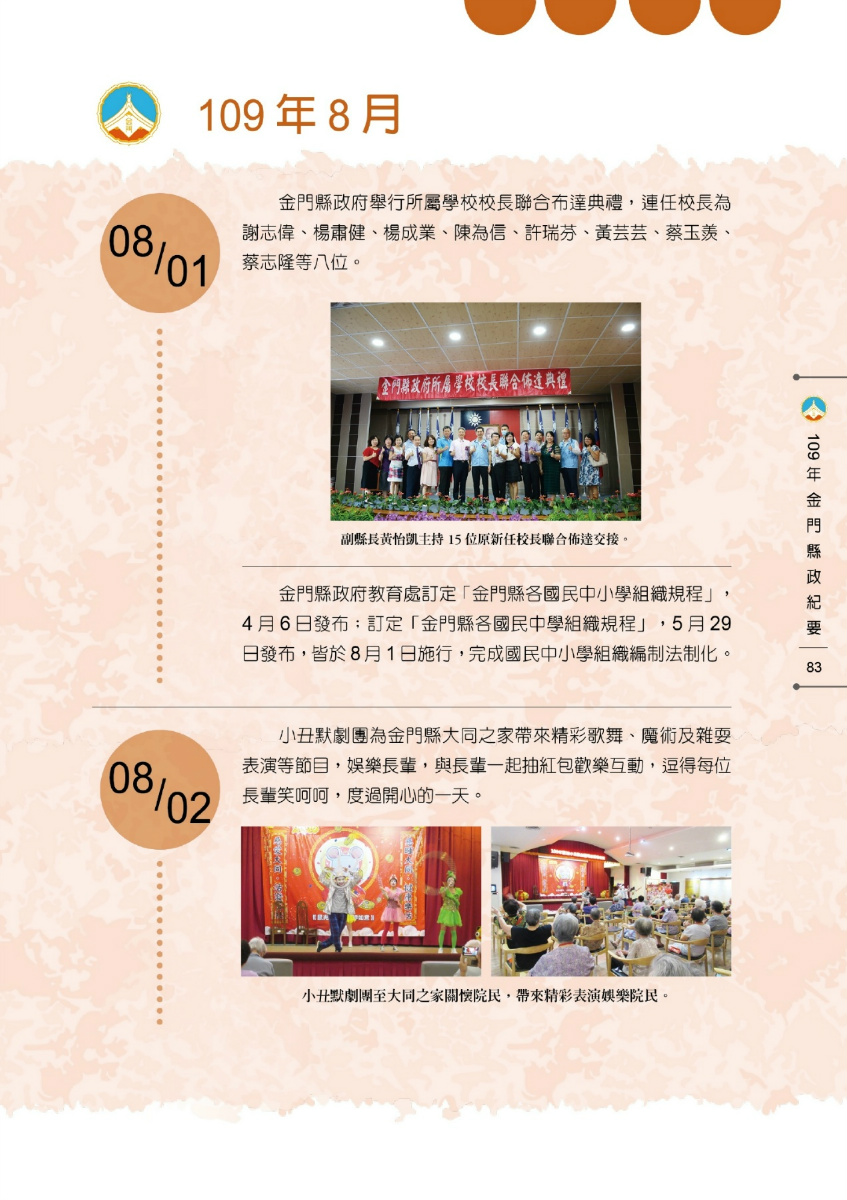 109 年 8 月
08/01
金門縣政府舉行所屬學校校長聯合布達典禮，連任校長為
謝志偉、楊肅健、楊成業、陳為信、許瑞芬、黃芸芸、蔡玉羨、
蔡志隆等八位。
金門縣政府所屬學校校長聯合佈達典禮
副縣長黃怡凱主持 15 位原新任校長聯合佈達交接。
金門縣政府教育處訂定「金門縣各國民中小學組織規程」，
4 月 6 日發布；訂定「金門縣各國民中學組織規程」，5 月 29
日發布，皆於 8 月 1 日施行，完成國民中小學組織編制法制化。
08/02
小丑默劇團為金門縣大同之家帶來精彩歌舞、魔術及雜耍
表演等節目，娛樂長輩，與長輩一起抽紅包歡樂互動，逗得每位
長輩笑呵呵，度過開心的一天。
小丑默劇團至大同之家關懷院民，帶來精彩表演娛樂院民。
109年金門縣政紀要
83